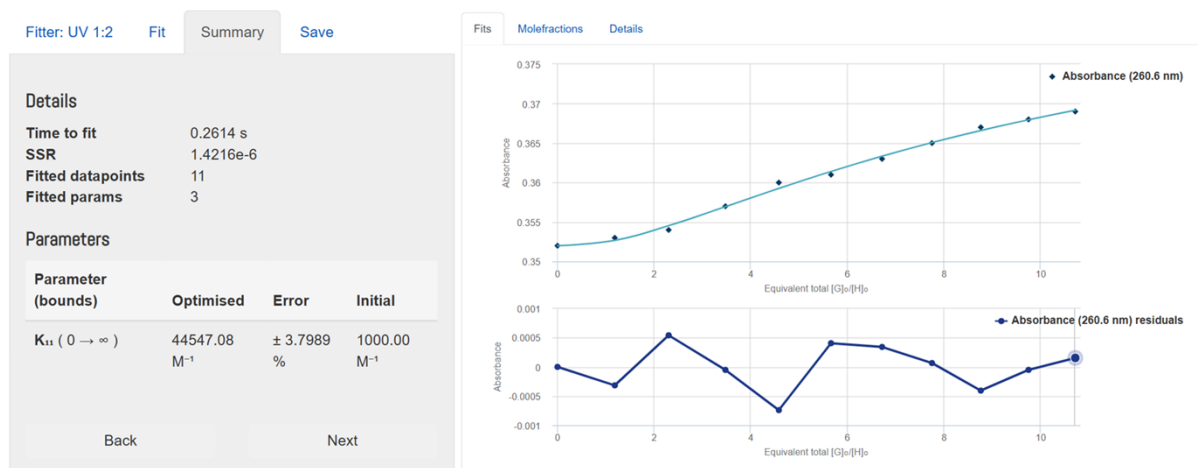 Fitter: UV 1:2 Fit Summary Save
Details
Time to fit 0.2614 s
SSR 1.4216e-6
Fitted datapoints 11
Fitted params 3
Parameters
Parameter
(bounds) Optimised Error Initial
K₁₁ ( 0 → ∞ ) 44547.08 ± 3.7989 1000.00
M⁻¹ % M⁻¹
Back Next
Fits Molefractions Details
0.375
Absorbance (260.6 nm)
0.37
0.365
0.36
0.355
0.35
Absorbance
0 2 4 6 8 10
Equivalent total [G]₀/[H]₀
0.001
Absorbance (260.6 nm) residuals
0.0005
0
-0.0005
-0.001
Absorbance
0 2 4 6 8 10
Equivalent total [G]₀/[H]₀